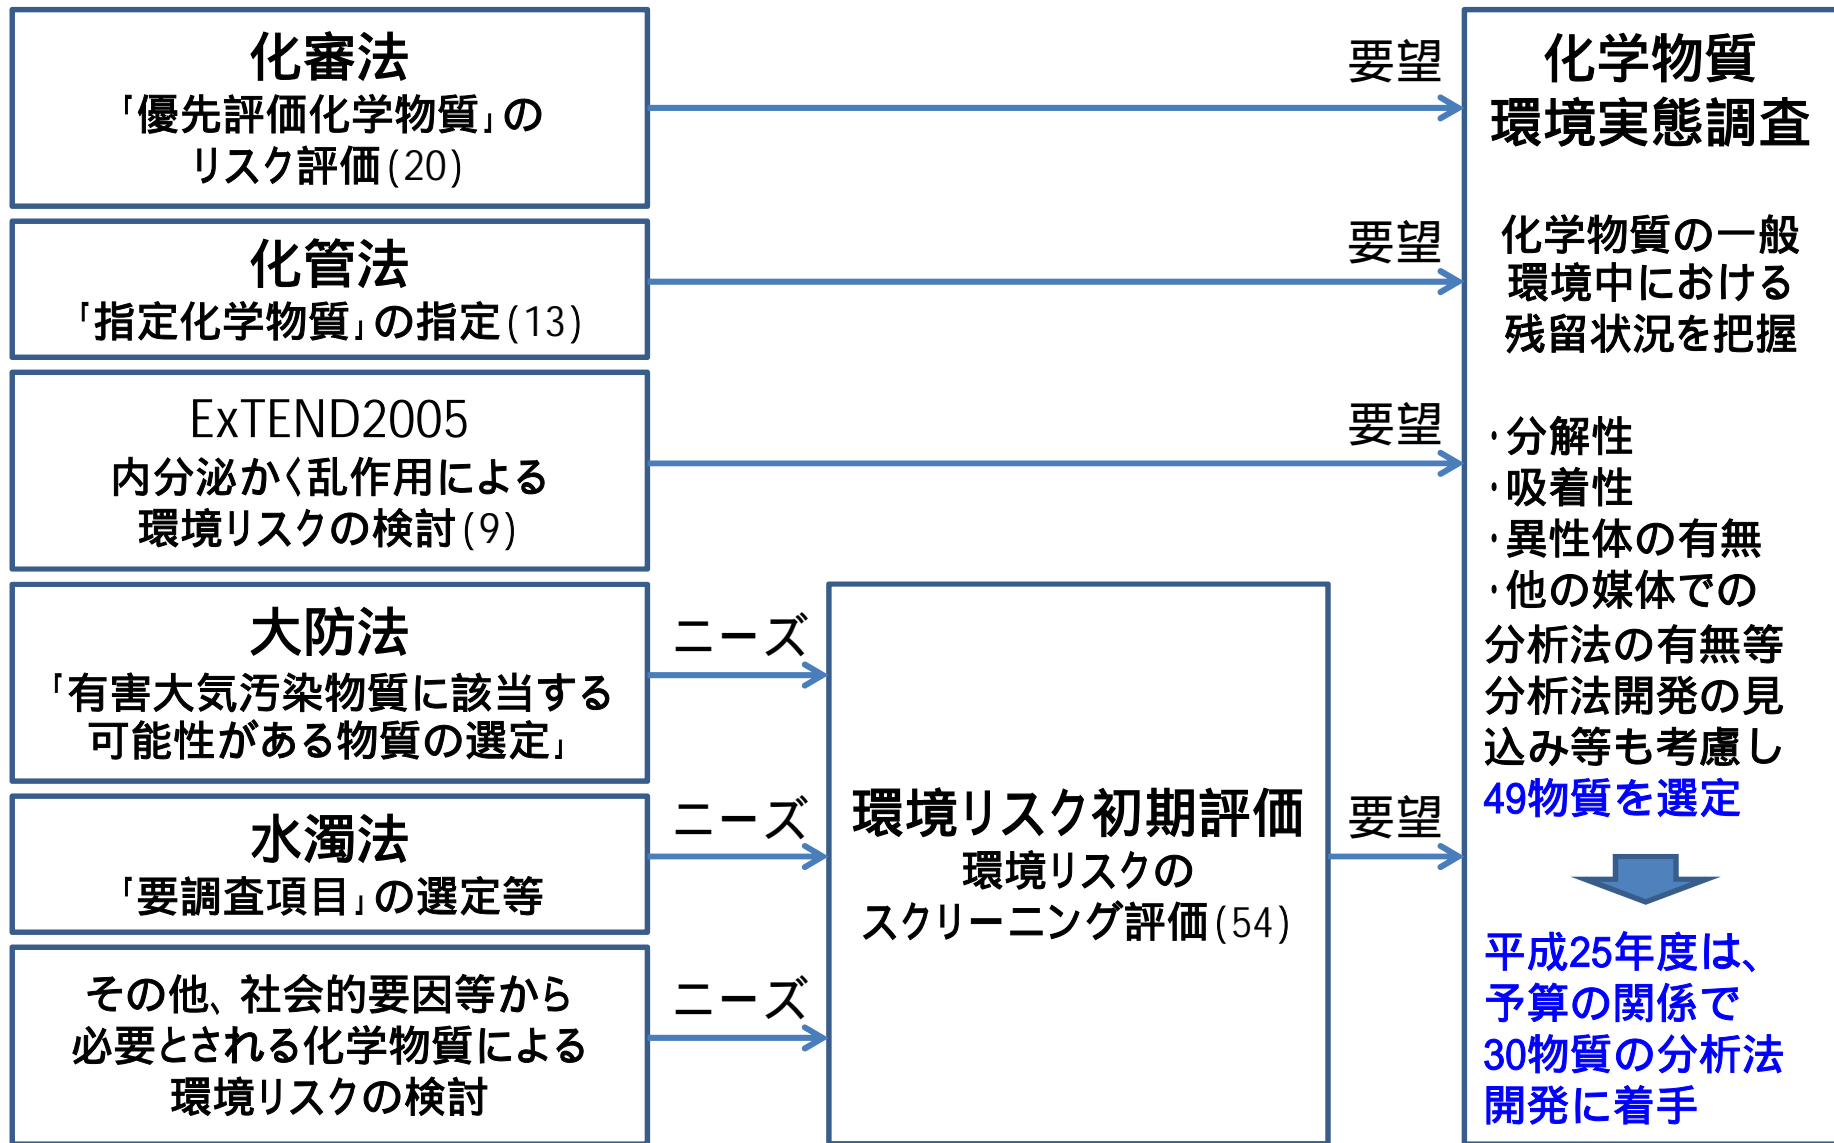 化審法
「優先評価化学物質」の
リスク評価(20)
要望
化管法
「指定化学物質」の指定(13)
要望
ExTEND2005
内分泌かく乱作用による
環境リスクの検討(9)
要望
大防法
「有害大気汚染物質に該当する
可能性がある物質の選定」
ニーズ
水濁法
「要調査項目」の選定等
ニーズ
その他、社会的要因等から
必要とされる化学物質による
環境リスクの検討
ニーズ
環境リスク初期評価
環境リスクの
スクリーニング評価(54)
要望
化学物質
環境実態調査
化学物質の一般
環境中における
残留状況を把握
・分解性
・吸着性
・異性体の有無
・他の媒体での
分析法の有無等
分析法開発の見
込み等も考慮し
49物質を選定
平成25年度は、
予算の関係で
30物質の分析法
開発に着手